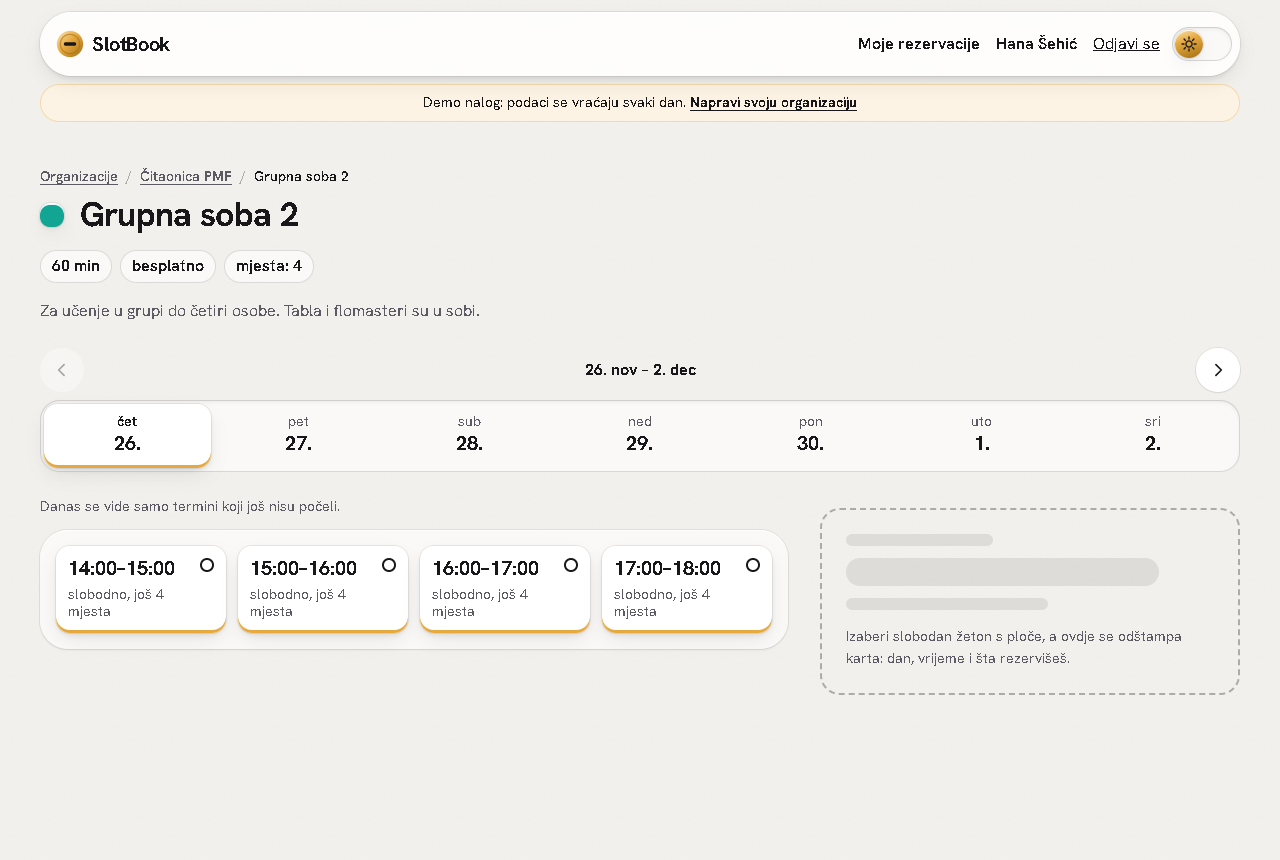 SlotBook
Moje rezervacije
Hana Šehić
Odjavi se
Demo nalog: podaci se vraćaju svaki dan. Napravi svoju organizaciju
Organizacije / Čitaonica PMF / Grupna soba 2
Grupna soba 2
60 min
besplatno
mjesta: 4
Za učenje u grupi do četiri osobe. Tabla i flomasteri su u sobi.
26. nov – 2. dec
čet
26.
pet
27.
sub
28.
ned
29.
pon
30.
uto
1.
sri
2.
Danas se vide samo termini koji još nisu počeli.
14:00–15:00
slobodno, još 4
mjesta
15:00–16:00
slobodno, još 4
mjesta
16:00–17:00
slobodno, još 4
mjesta
17:00–18:00
slobodno, još 4
mjesta
Izaberi slobodan žeton s ploče, a ovdje se odštampa
karta: dan, vrijeme i šta rezervišeš.